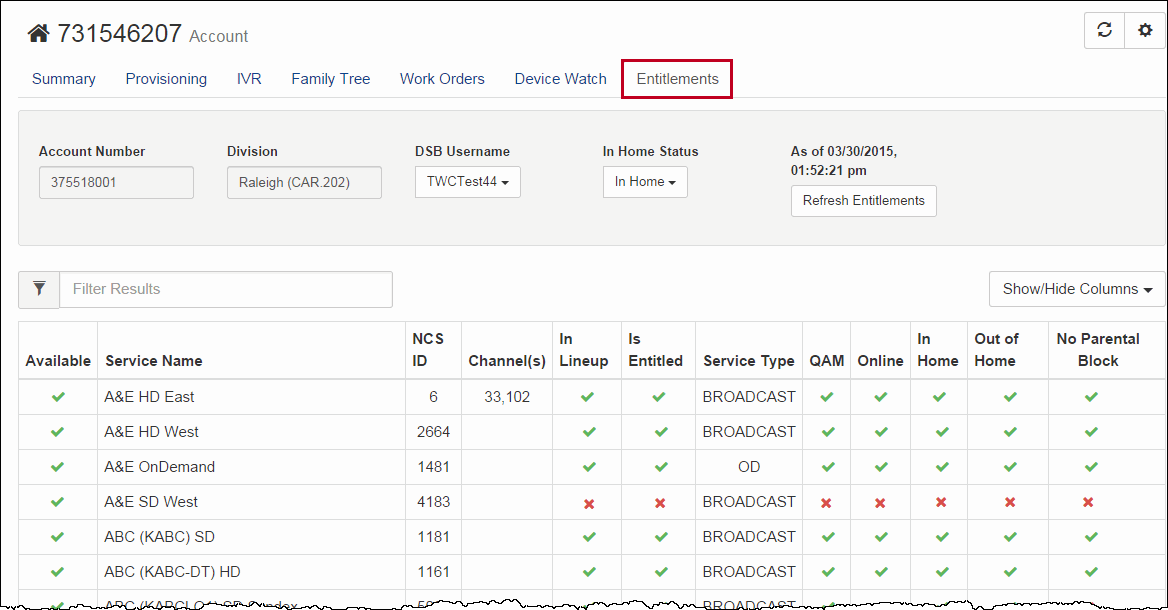 731546207 Account
Summary Provisioning IVR Family Tree Work Orders Device Watch Entitlements
Account Number Division DSB Username In Home Status As of 03/30/2015,
01:52:21 pm
375518001 Raleigh (CAR.202) TWCTest44 In Home Refresh Entitlements
Filter Results Show/Hide Columns
Available Service Name NCS ID Channel(s) In Lineup Is Entitled Service Type QAM Online In Home Out of Home No Parental Block
A&E HD East 6 33,102 BROADCAST
A&E HD West 2664 BROADCAST
A&E OnDemand 1481 OD
A&E SD West 4183 BROADCAST
ABC (KABC) SD 1181 BROADCAST
ABC (KABC-DT) HD 1161 BROADCAST